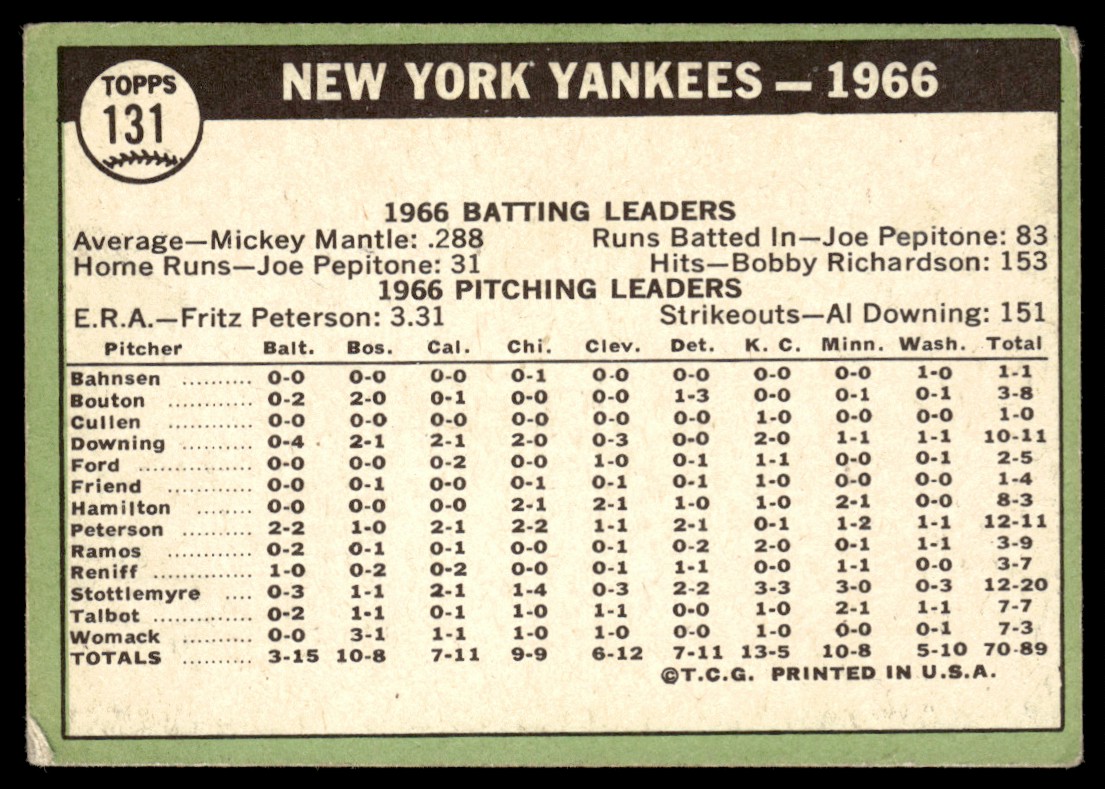 TOPPS
131
NEW YORK YANKEES — 1966
1966 BATTING LEADERS
Average—Mickey Mantle: .288 Runs Batted In—Joe Pepitone: 83
Home Runs—Joe Pepitone: 31 Hits—Bobby Richardson: 153
1966 PITCHING LEADERS
E.R.A.—Fritz Peterson: 3.31 Strikeouts—Al Downing: 151
Pitcher Balt. Bos. Cal. Chi. Clev. Det. K. C. Minn. Wash. Total
Bahnsen .......... 0-0 0-0 0-0 0-1 0-0 0-0 0-0 0-0 1-0 1-1
Bouton ............ 0-2 2-0 0-1 0-0 0-0 1-3 0-0 0-1 0-1 3-8
Cullen ............ 0-0 0-0 0-0 0-0 0-0 0-0 1-0 0-0 0-0 1-0
Downing .......... 0-4 2-1 2-1 2-0 0-3 0-0 2-0 1-1 1-1 10-11
Ford ................ 0-0 0-0 0-2 0-0 1-0 0-1 1-1 0-0 0-1 2-5
Friend ............ 0-0 0-1 0-0 0-1 0-1 0-1 1-0 0-0 0-0 1-4
Hamilton ........ 0-0 0-0 0-0 2-1 2-1 1-0 1-0 2-1 0-0 8-3
Peterson .......... 2-2 1-0 2-1 2-2 1-1 2-1 0-1 1-2 1-1 12-11
Ramos ............ 0-2 0-1 0-1 0-0 0-1 0-2 2-0 0-1 1-1 3-9
Reniff .............. 1-0 0-2 0-2 0-0 0-1 1-1 0-0 1-1 0-0 3-7
Stottlemyre .... 0-3 1-1 2-1 1-4 0-3 2-2 3-3 3-0 0-3 12-20
Talbot .............. 0-2 1-1 0-1 1-0 1-1 0-0 1-0 2-1 1-1 7-7
Womack .......... 0-0 3-1 1-1 1-0 1-0 0-0 1-0 0-0 0-1 7-3
TOTALS .......... 3-15 10-8 7-11 9-9 6-12 7-11 13-5 10-8 5-10 70-89
©T.C.G. PRINTED IN U.S.A.